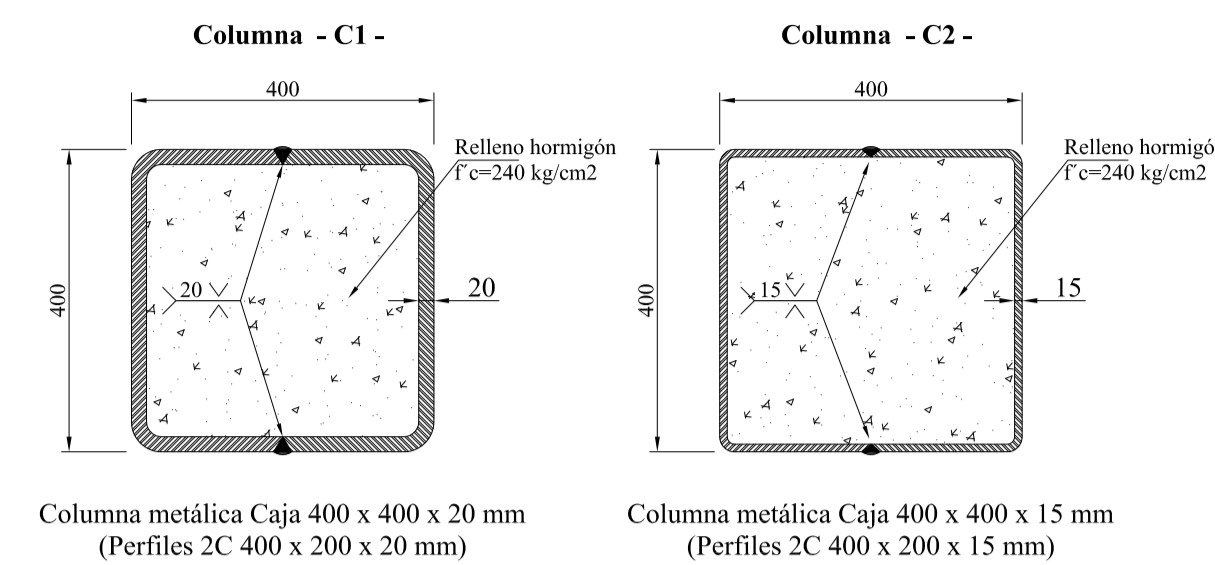 Columna - C1 -
400
Relleno hormigón
f´c=240 kg/cm2
400
20
20
Columna metálica Caja 400 x 400 x 20 mm
(Perfiles 2C 400 x 200 x 20 mm)
Columna - C2 -
400
Relleno hormigó
f´c=240 kg/cm2
400
15
15
Columna metálica Caja 400 x 400 x 15 mm
(Perfiles 2C 400 x 200 x 15 mm)